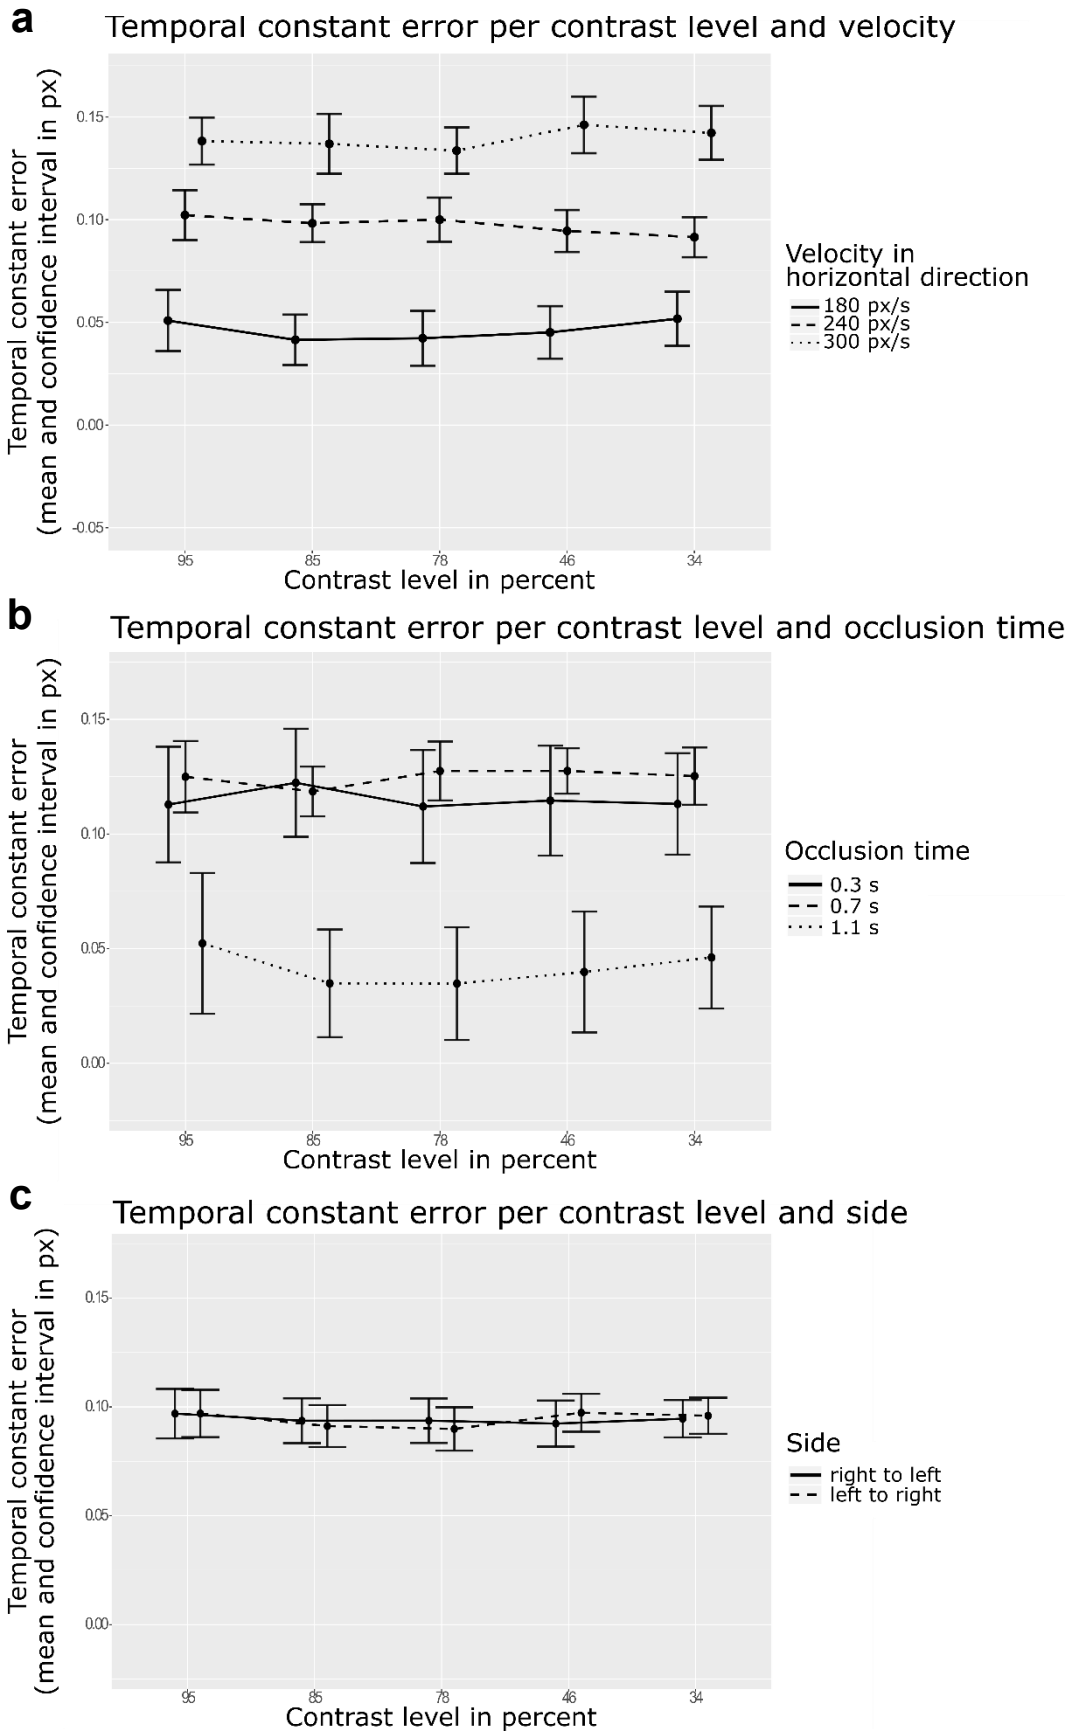 a
Temporal constant error per contrast level and velocity
Temporal constant error
(mean and confidence interval in px)
0.15
0.10
0.05
0.00
-0.05
95 85 78 46 34
Contrast level in percent
Velocity in
horizontal direction
180 px/s
240 px/s
300 px/s
b
Temporal constant error per contrast level and occlusion time
Temporal constant error
(mean and confidence interval in px)
0.15
0.10
0.05
0.00
95 85 78 46 34
Contrast level in percent
Occlusion time
0.3 s
0.7 s
1.1 s
c
Temporal constant error per contrast level and side
Temporal constant error
(mean and confidence interval in px)
0.15
0.10
0.05
0.00
95 85 78 46 34
Contrast level in percent
Side
right to left
left to right